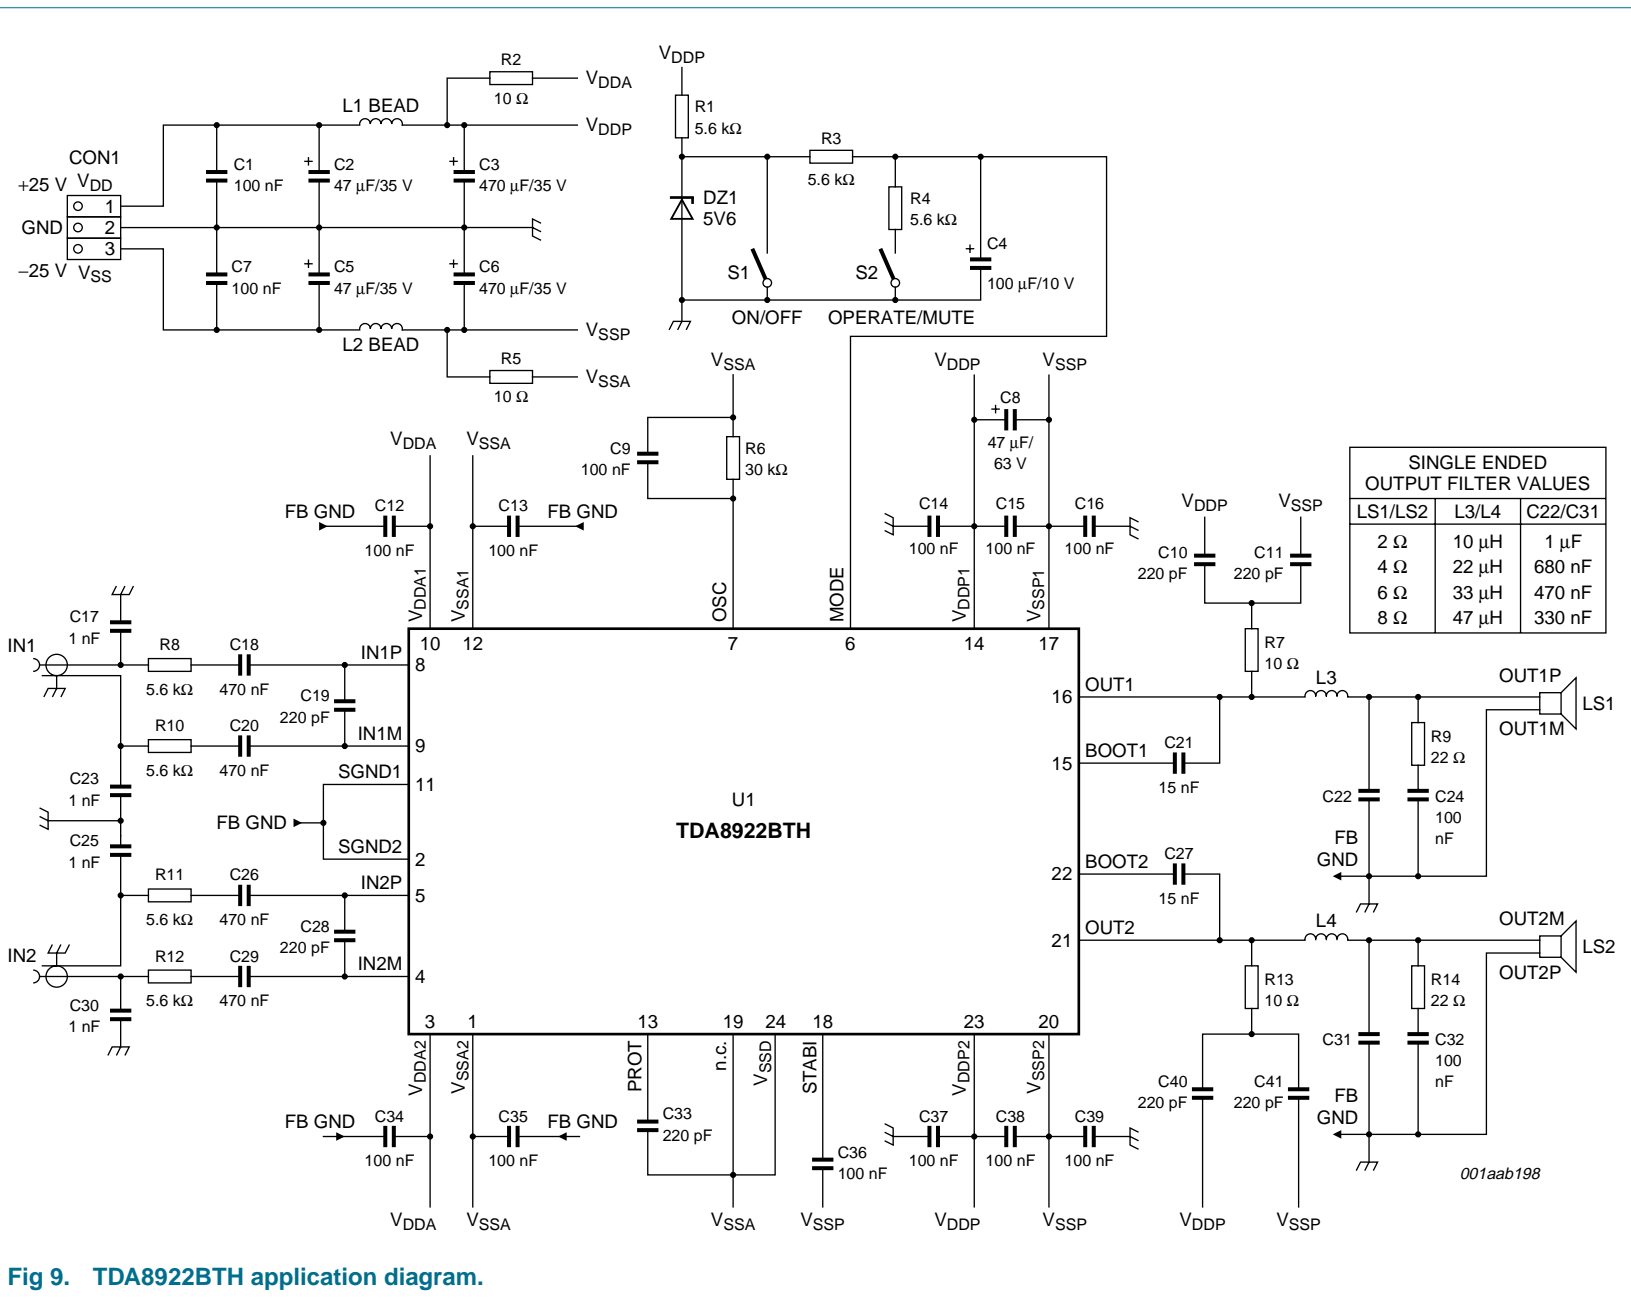 VDDP
R2
VDDA
10 Ω
L1 BEAD
VDDP
R1
5.6 kΩ
R3
5.6 kΩ
CON1
+25 V VDD
1
GND
2
3
−25 V VSS
C1
100 nF
C2
47 μF/35 V
C3
470 μF/35 V
DZ1
5V6
R4
5.6 kΩ
C7
100 nF
C5
47 μF/35 V
C6
470 μF/35 V
S1
S2
C4
100 μF/10 V
ON/OFF
OPERATE/MUTE
VSSP
L2 BEAD
R5
VSSA
10 Ω
VSSA
VDDP
VSSP
C8
47 μF/
63 V
VDDA
VSSA
C9
100 nF
R6
30 kΩ
FB GND
C12
100 nF
C13
100 nF
FB GND
C14
100 nF
C15
100 nF
C16
100 nF
VDDP
VSSP
C10
220 pF
C11
220 pF
SINGLE ENDED
OUTPUT FILTER VALUES
LS1/LS2 L3/L4 C22/C31
2 Ω 10 μH 1 μF
4 Ω 22 μH 680 nF
6 Ω 33 μH 470 nF
8 Ω 47 μH 330 nF
VDDA1
VSSA1
OSC
MODE
VDDP1
VSSP1
10
12
7
6
14
17
C17
1 nF
IN1
R8
5.6 kΩ
C18
470 nF
IN1P
8
C19
220 pF
R10
5.6 kΩ
C20
470 nF
IN1M
9
R7
10 Ω
16
OUT1
L3
OUT1P
LS1
OUT1M
15
BOOT1
C21
15 nF
R9
22 Ω
C22
C24
100
nF
FB
GND
C23
1 nF
SGND1
11
FB GND
SGND2
2
U1
TDA8922BTH
C25
1 nF
R11
5.6 kΩ
C26
470 nF
IN2P
5
C28
220 pF
IN2
R12
5.6 kΩ
C29
470 nF
IN2M
4
C30
1 nF
22
BOOT2
C27
15 nF
21
OUT2
L4
OUT2M
LS2
OUT2P
R13
10 Ω
R14
22 Ω
C31
C32
100
nF
FB
GND
3
1
13
19
24
18
23
20
VDDA2
VSSA2
PROT
n.c.
VSSD
STABI
VDDP2
VSSP2
FB GND
C34
100 nF
C35
100 nF
FB GND
C33
220 pF
C36
100 nF
C37
100 nF
C38
100 nF
C39
100 nF
C40
220 pF
C41
220 pF
001aab198
VDDA
VSSA
VSSA
VSSP
VDDP
VSSP
VDDP
VSSP
Fig 9. TDA8922BTH application diagram.